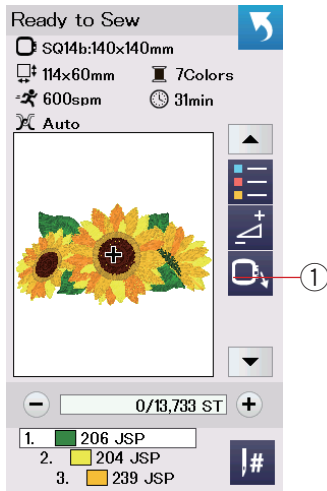 Ready to Sew
SQ14b:140x140mm
114x60mm 7Colors
600spm 31min
Auto
+
①
− 0/13,733 ST +
1. 206 JSP
2. 204 JSP
3. 239 JSP
#